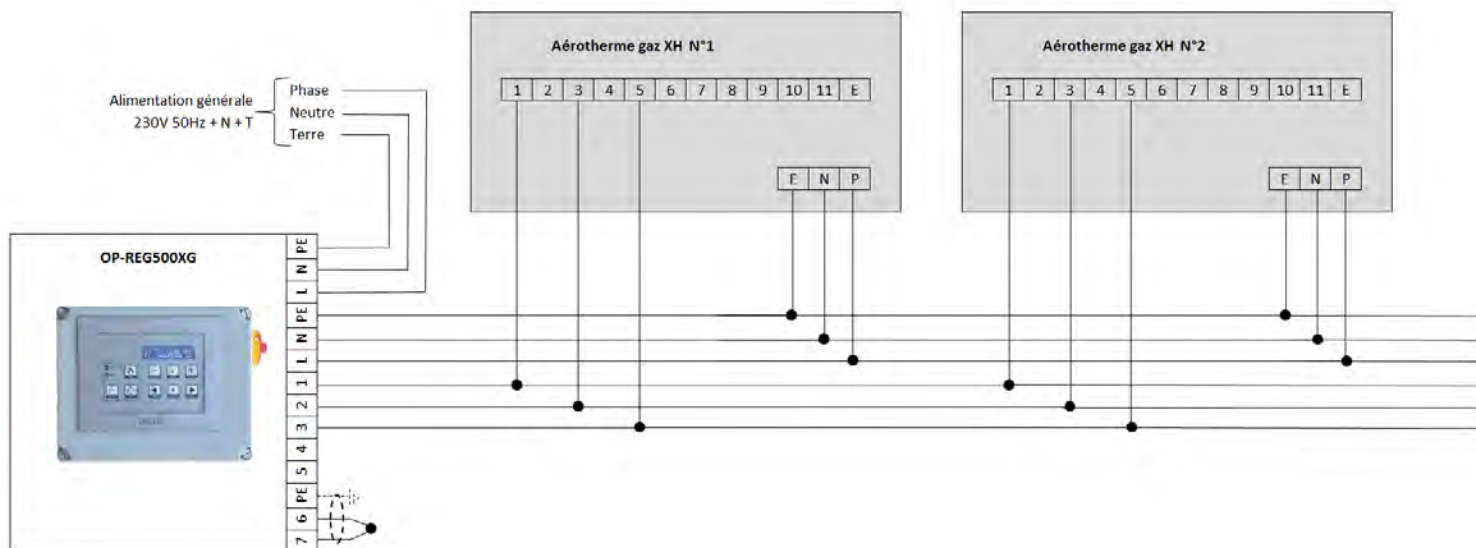 Aérotherme gaz XH N°1
1 2 3 4 5 6 7 8 9 10 11 E
E N P
Aérotherme gaz XH N°2
1 2 3 4 5 6 7 8 9 10 11 E
E N P
Alimentation générale
230V 50Hz + N + T
Phase
Neutre
Terre
OP-REG500XG
PE
N
L
PE
N
L
1
2
3
4
5
PE
6
7